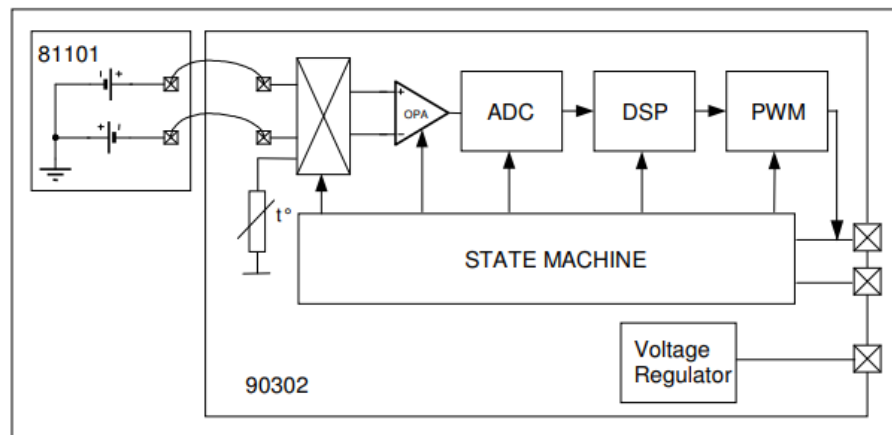 81101
- +
+ -
+
OPA
-
ADC
DSP
PWM
t°
STATE MACHINE
Voltage
Regulator
90302